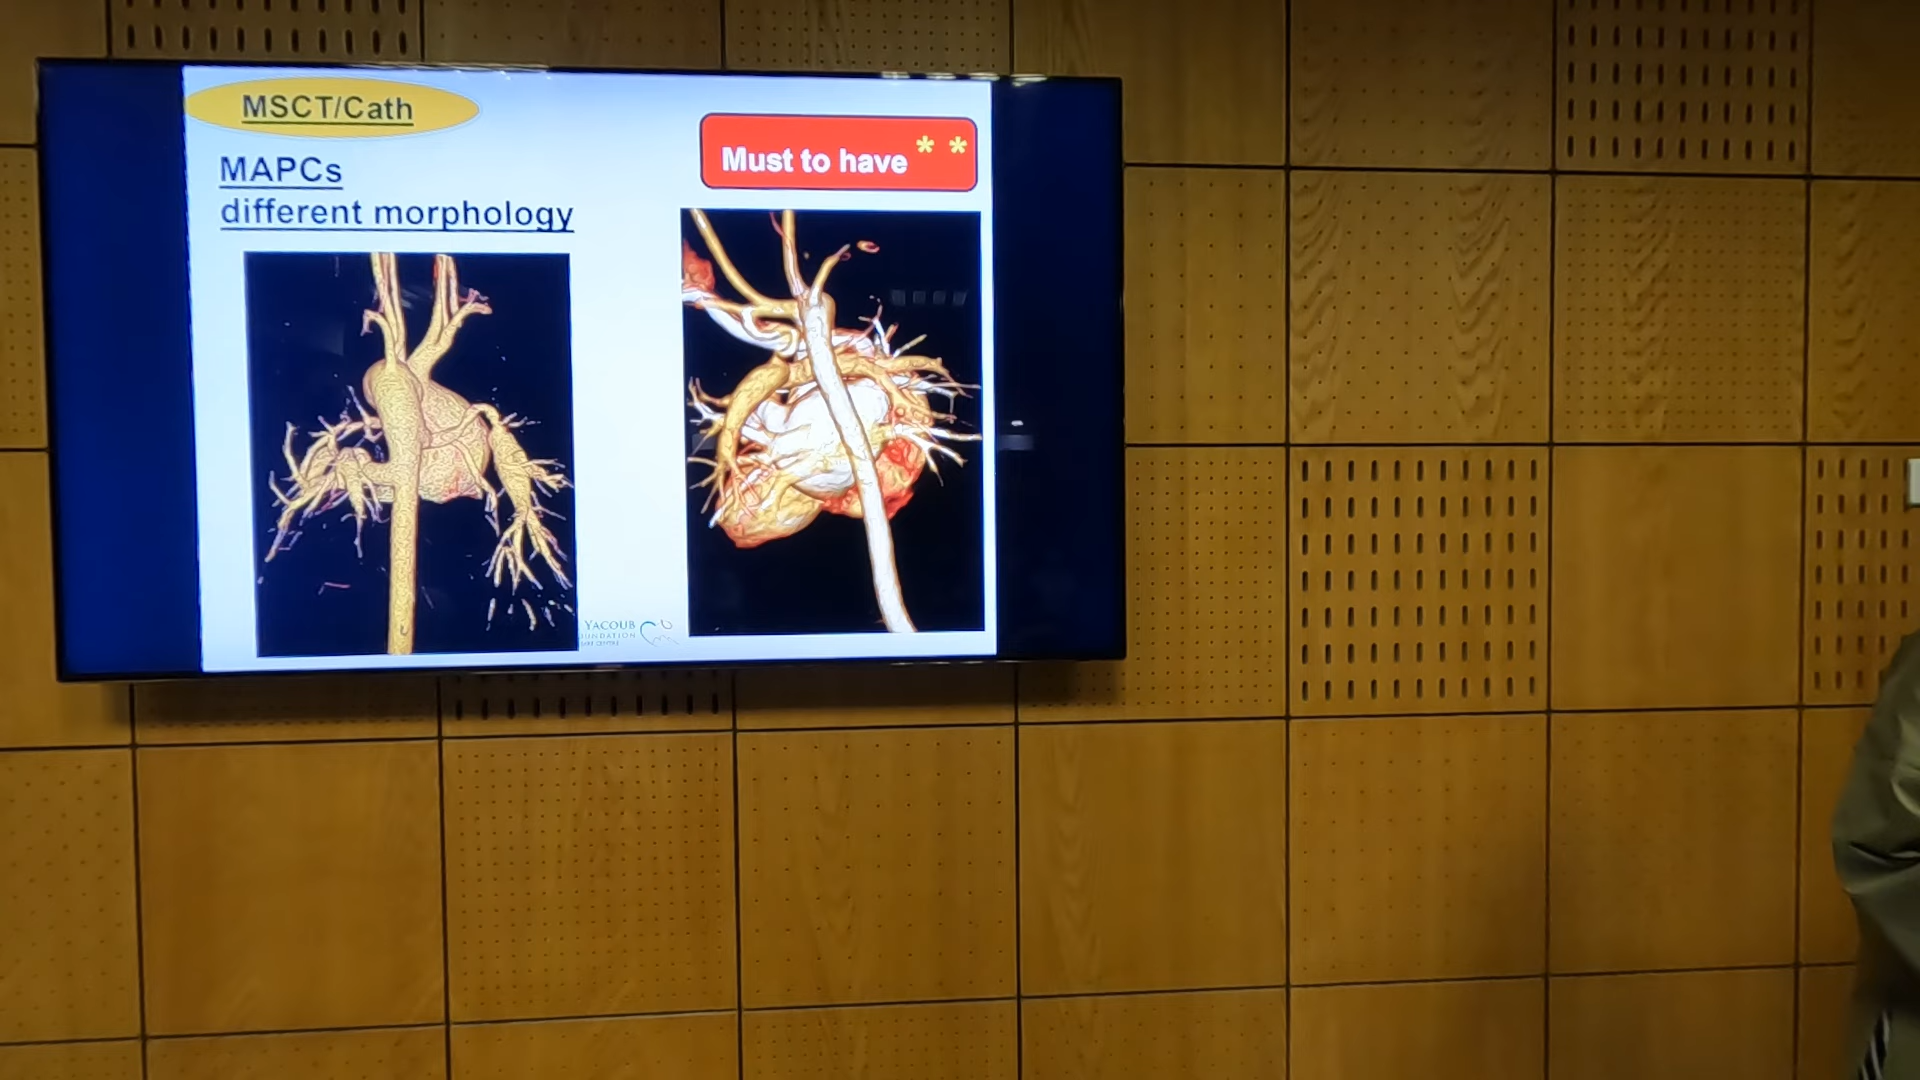 MSCT/Cath
Must to have * *
MAPCs
different morphology
YACOUB